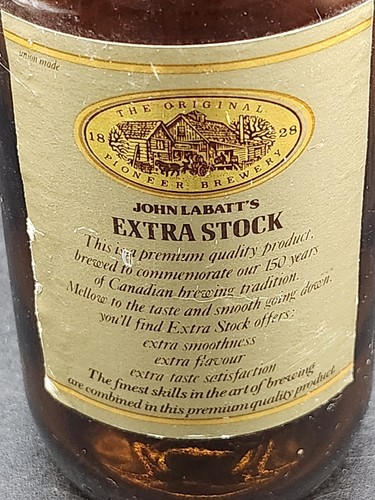 union made
THE ORIGINAL
1828
PIONEER BREWERY
JOHN LABATT'S
EXTRA STOCK
This is a premium quality product,
brewed to commemorate our 150 years
of Canadian brewing tradition.
Mellow to the taste and smooth going down,
you'll find Extra Stock offers:
extra smoothness
extra flavour
extra taste satisfaction
The finest skills in the art of brewing
are combined in this premium quality product.